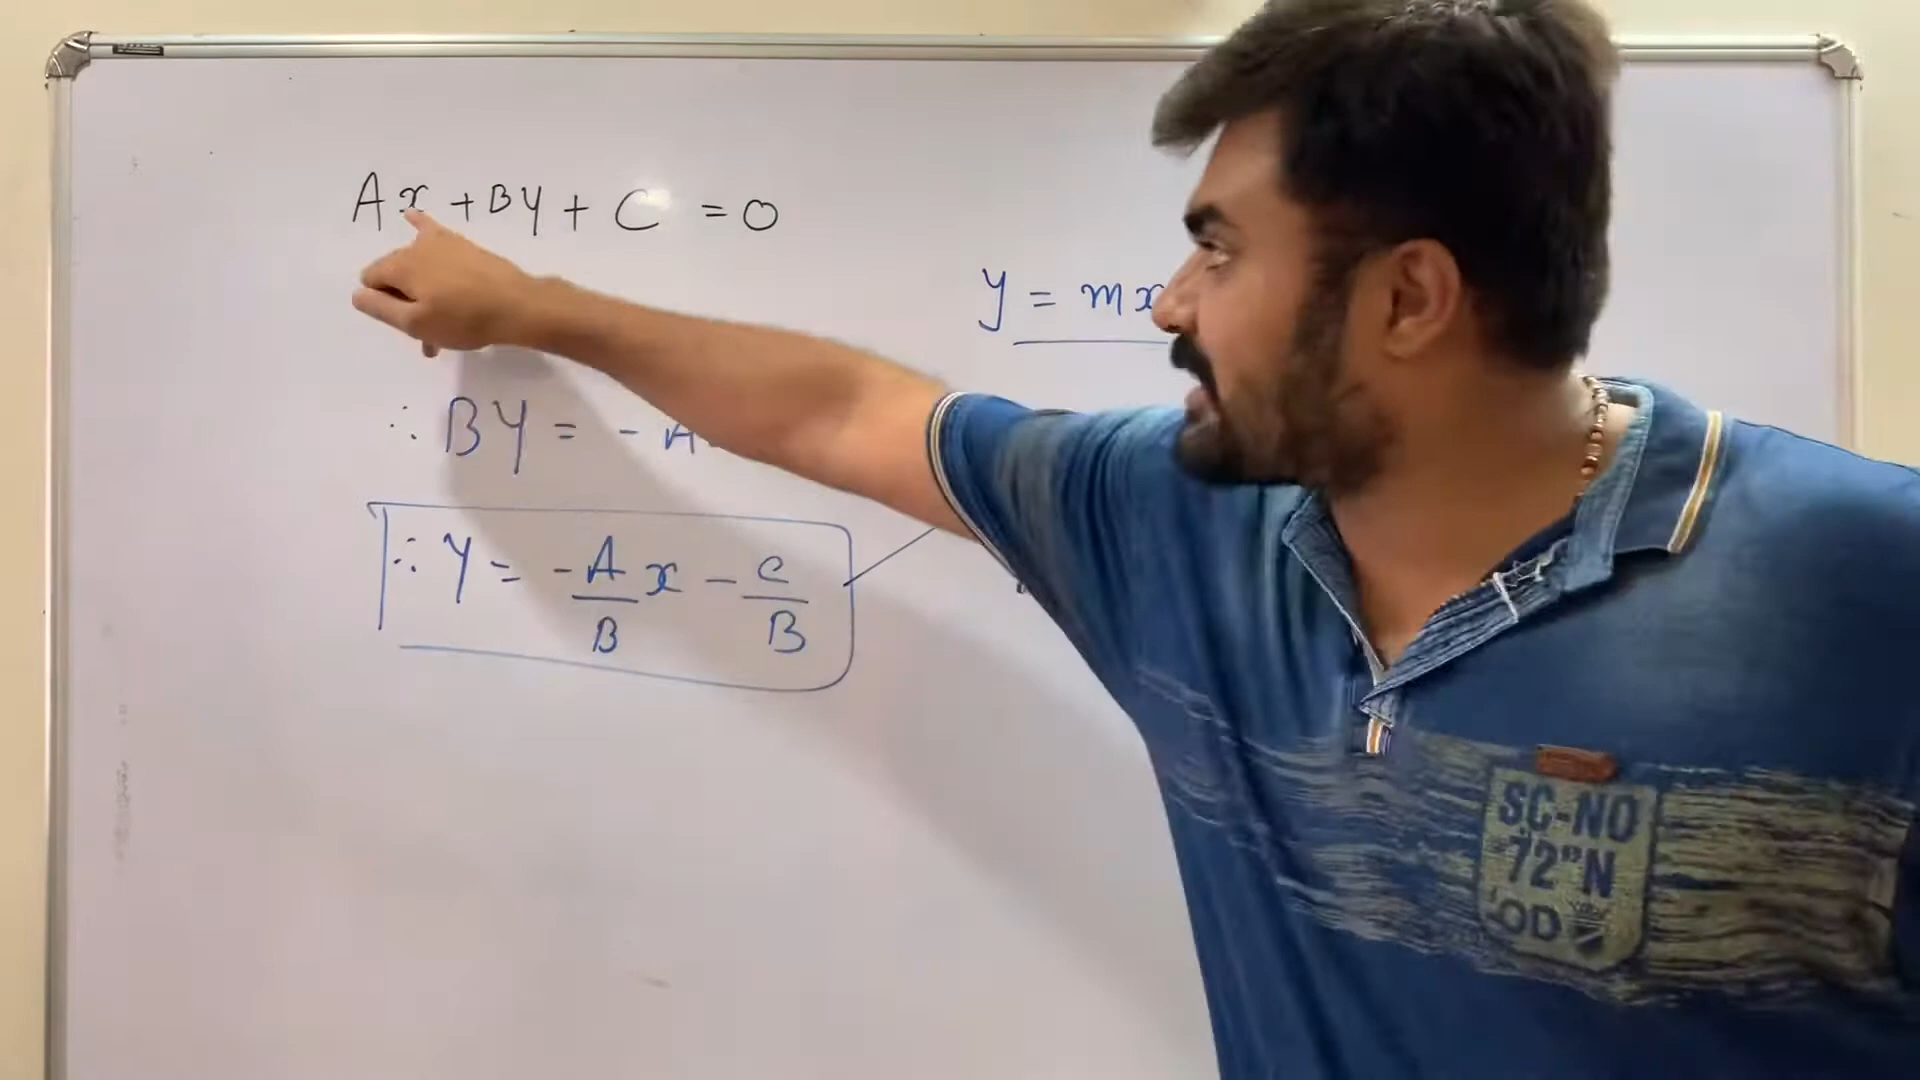 Ax + BY + C = 0
y = mx
∴ BY = - A
∴ Y = -A/B x - C/B
SC-NO
72"N
OD